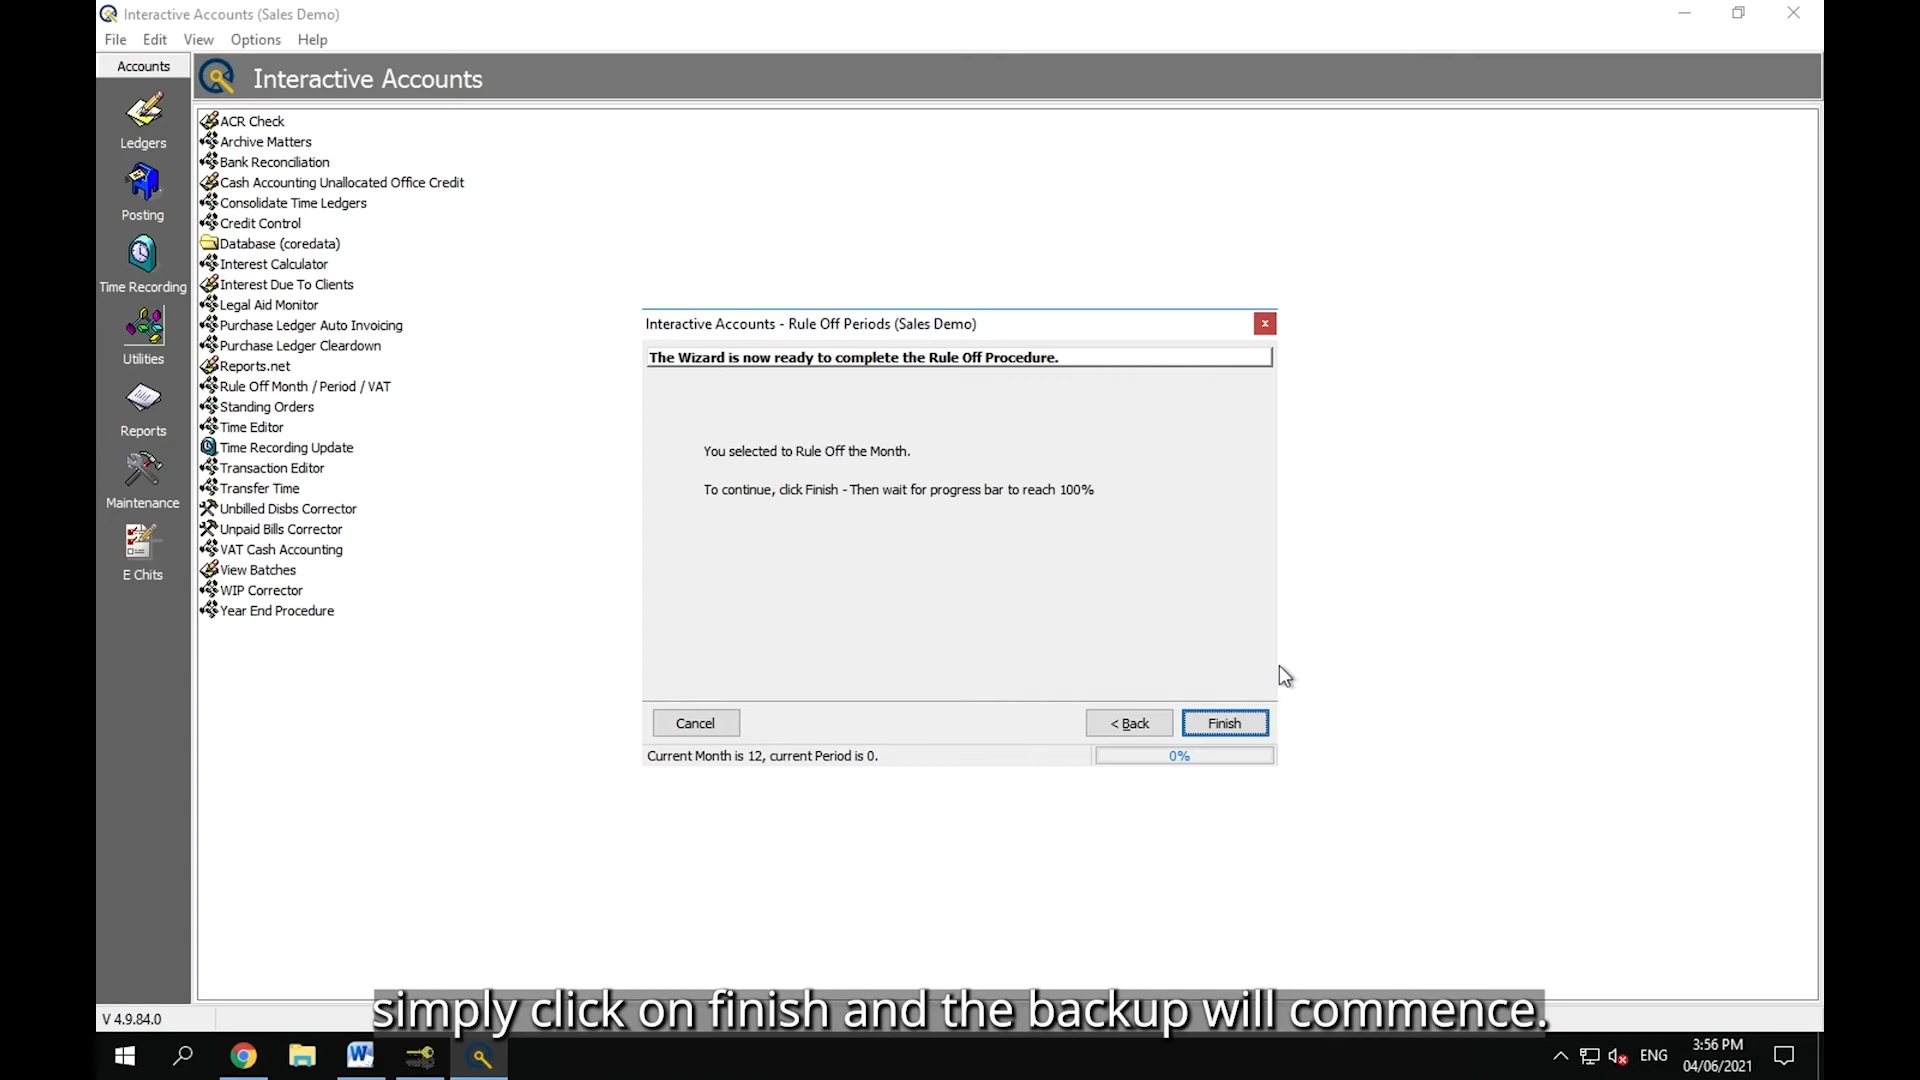 Interactive Accounts (Sales Demo)
File Edit View Options Help
Accounts
Interactive Accounts
Ledgers
Posting
Time Recording
Utilities
Reports
Maintenance
E Chits
ACR Check
Archive Matters
Bank Reconciliation
Cash Accounting Unallocated Office Credit
Consolidate Time Ledgers
Credit Control
Database (coredata)
Interest Calculator
Interest Due To Clients
Legal Aid Monitor
Purchase Ledger Auto Invoicing
Purchase Ledger Cleardown
Reports.net
Rule Off Month / Period / VAT
Standing Orders
Time Editor
Time Recording Update
Transaction Editor
Transfer Time
Unbilled Disbs Corrector
Unpaid Bills Corrector
VAT Cash Accounting
View Batches
WIP Corrector
Year End Procedure
Interactive Accounts - Rule Off Periods (Sales Demo)
x
The Wizard is now ready to complete the Rule Off Procedure.
You selected to Rule Off the Month.
To continue, click Finish - Then wait for progress bar to reach 100%
Cancel < Back Finish
Current Month is 12, current Period is 0. 0%
simply click on finish and the backup will commence.
V 4.9.84.0
W
ENG
3:56 PM
04/06/2021